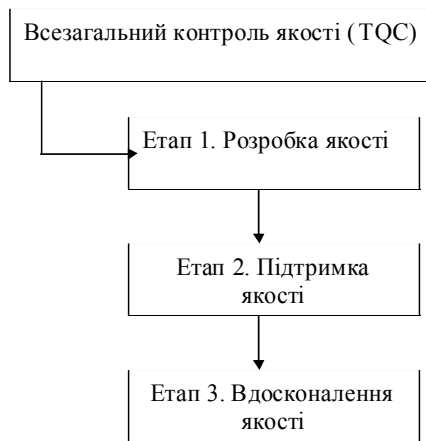 Всезагальний контроль якості (TQC)
Етап 1. Розробка якості
Етап 2. Підтримка
якості
Етап 3. Вдосконалення
якості